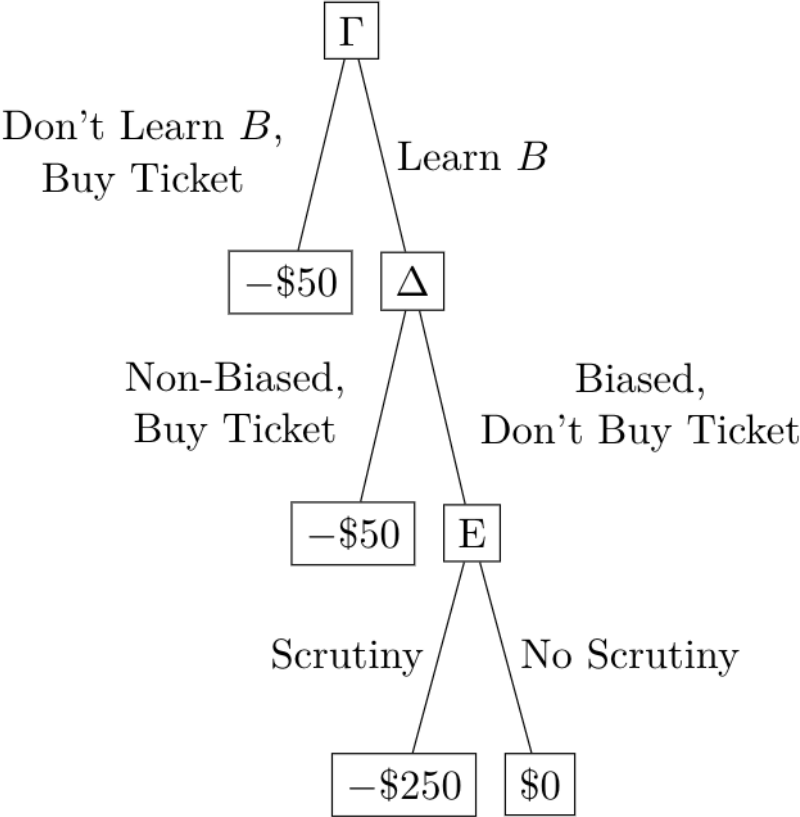 Γ
Don't Learn B,
Buy Ticket
Learn B
−$50
Δ
Non-Biased,
Buy Ticket
Biased,
Don't Buy Ticket
−$50
E
Scrutiny
No Scrutiny
−$250
$0